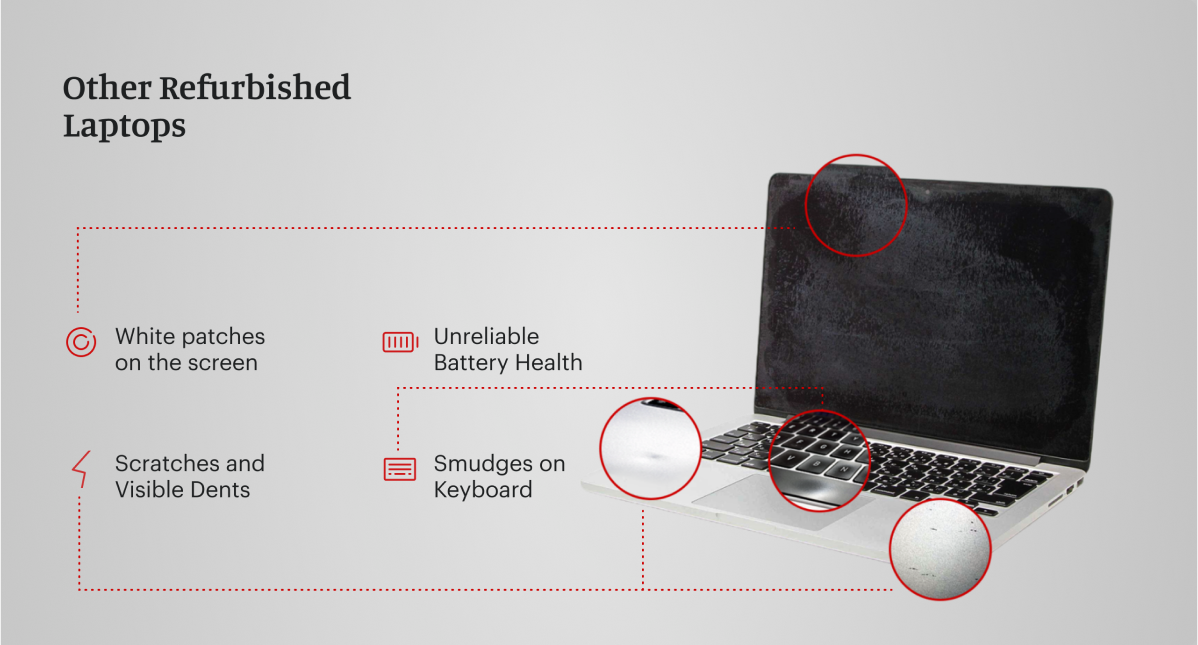 Other Refurbished
Laptops
White patches
on the screen
Unreliable
Battery Health
Scratches and
Visible Dents
Smudges on
Keyboard